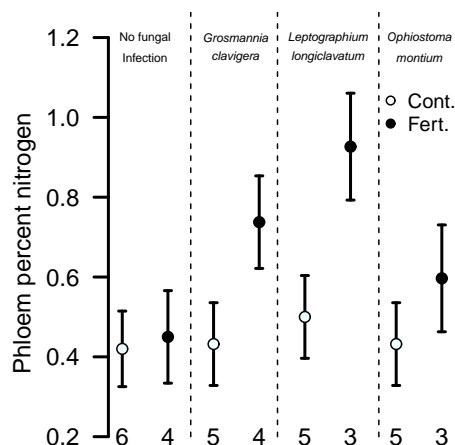 1.2
1.0
0.8
0.6
0.4
0.2
Phloem percent nitrogen
No fungal
Infection
Grosmannia
clavigera
Leptographium
longiclavatum
Ophiostoma
montium
Cont.
Fert.
6 4 5 4 5 3 5 3